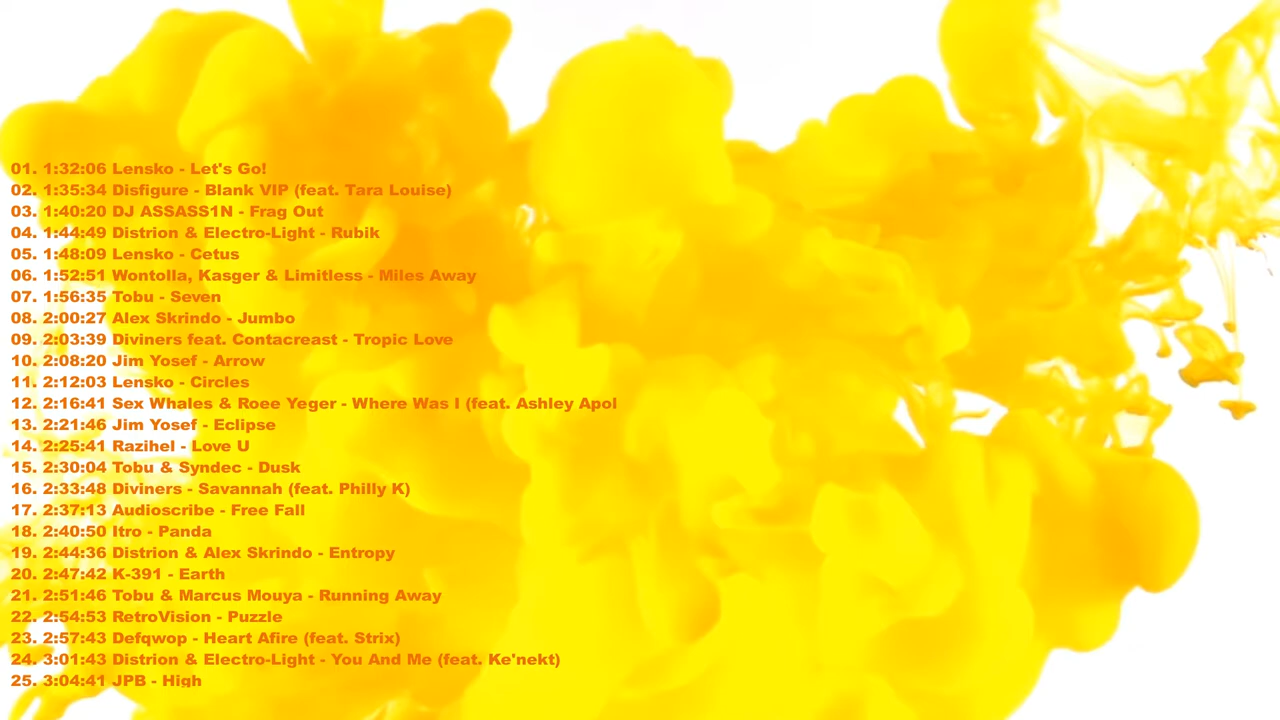 01. 1:32:06 Lensko - Let's Go!
02. 1:35:34 Disfigure - Blank VIP (feat. Tara Louise)
03. 1:40:20 DJ ASSASS1N - Frag Out
04. 1:44:49 Distrion & Electro-Light - Rubik
05. 1:48:09 Lensko - Cetus
06. 1:52:51 Wontolla, Kasger & Limitless - Miles Away
07. 1:56:35 Tobu - Seven
08. 2:00:27 Alex Skrindo - Jumbo
09. 2:03:39 Diviners feat. Contacreast - Tropic Love
10. 2:08:20 Jim Yosef - Arrow
11. 2:12:03 Lensko - Circles
12. 2:16:41 Sex Whales & Roee Yeger - Where Was I (feat. Ashley Apol
13. 2:21:46 Jim Yosef - Eclipse
14. 2:25:41 Razihel - Love U
15. 2:30:04 Tobu & Syndec - Dusk
16. 2:33:48 Diviners - Savannah (feat. Philly K)
17. 2:37:13 Audioscribe - Free Fall
18. 2:40:50 Itro - Panda
19. 2:44:36 Distrion & Alex Skrindo - Entropy
20. 2:47:42 K-391 - Earth
21. 2:51:46 Tobu & Marcus Mouya - Running Away
22. 2:54:53 RetroVision - Puzzle
23. 2:57:43 Defqwop - Heart Afire (feat. Strix)
24. 3:01:43 Distrion & Electro-Light - You And Me (feat. Ke'nekt)
25. 3:04:41 JPB - High